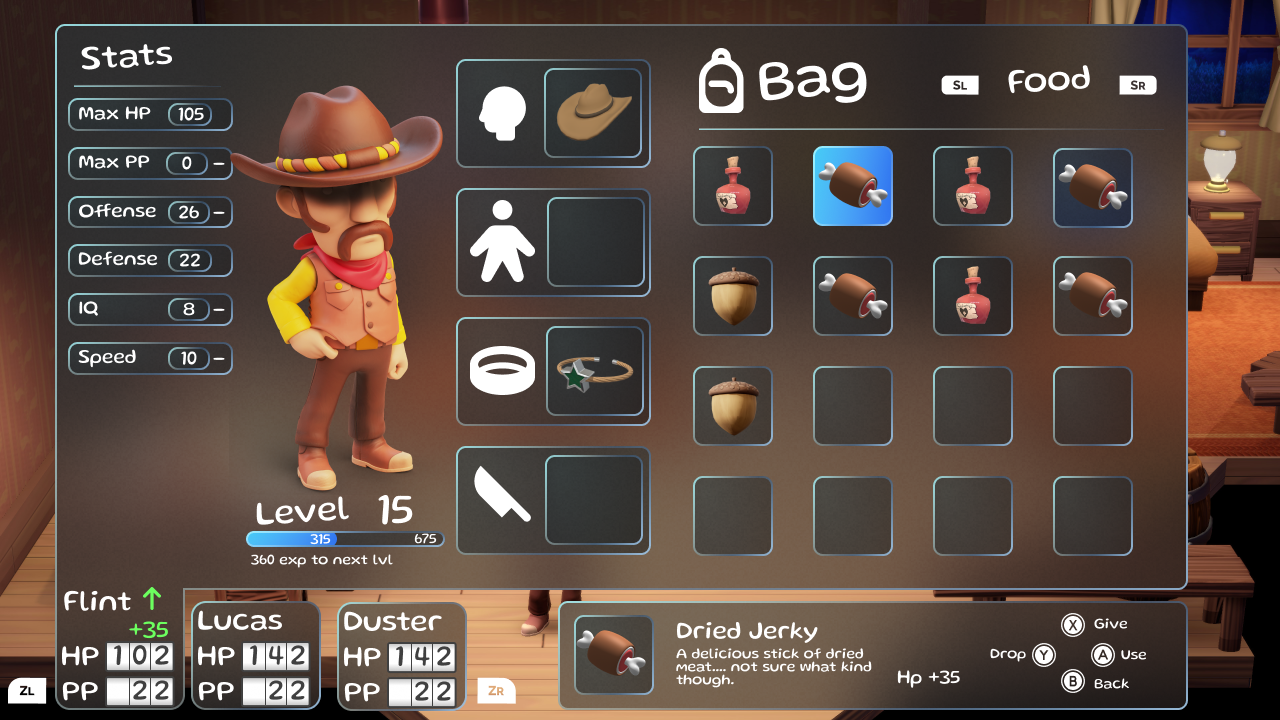 Stats
Max HP 105
Max PP 0 –
Offense 26 –
Defense 22
IQ 8 –
Speed 10 –
Level 15
315 675
360 exp to next lvl
Bag
SL Food SR
Flint ↑
+35
HP 102
PP 22
Lucas
HP 142
PP 22
Duster
HP 142
PP 22
ZL
ZR
Dried Jerky
A delicious stick of dried
meat.... not sure what kind
though.
Hp +35
X Give
Drop Y
A Use
B Back